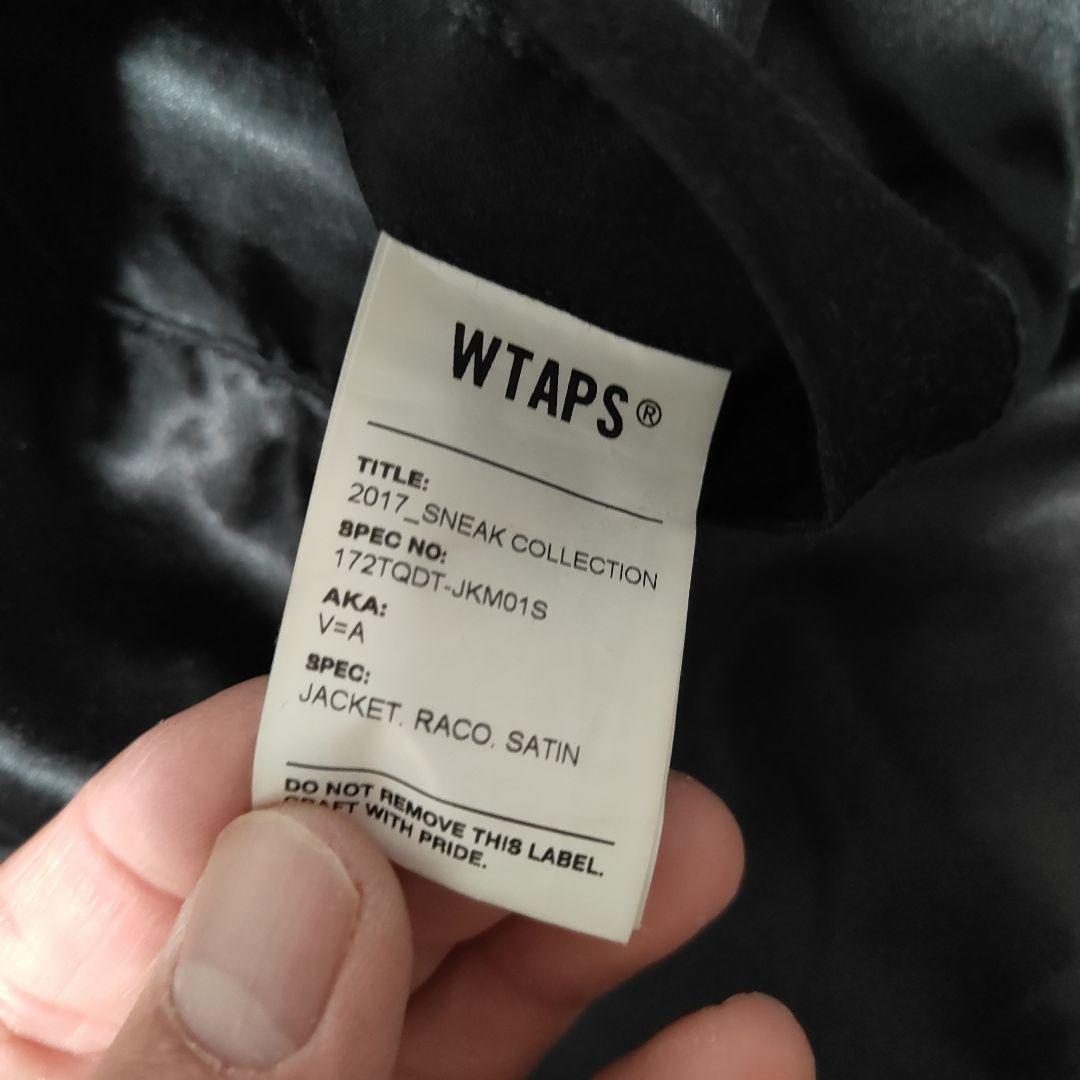 WTAPS®
TITLE:
2017_SNEAK COLLECTION
SPEC NO:
172TQDT-JKM01S
AKA:
V=A
SPEC:
JACKET. RACO. SATIN
DO NOT REMOVE THIS LABEL.
CRAFT WITH PRIDE.